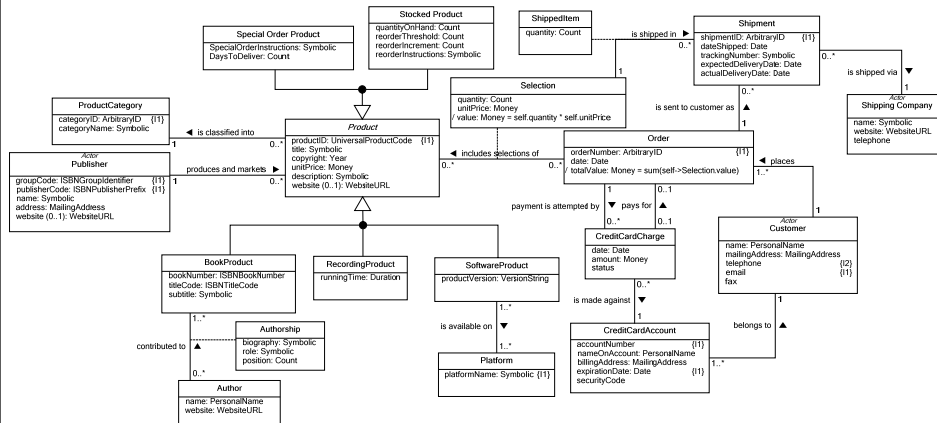 Special Order Product
SpecialOrderInstructions: Symbolic
DaysToDeliver: Count
Stocked Product
quantityOnHand: Count
reorderThreshold: Count
reorderIncrement: Count
reorderInstructions: Symbolic
ShippedItem
quantity: Count
is shipped in
0..*
1
Shipment
shipmentID: ArbitraryID {I1}
dateShipped: Date
trackingNumber: Symbolic
expectedDeliveryDate: Date
actualDeliveryDate: Date
0..*
is shipped via
1
Actor
Shipping Company
name: Symbolic
website: WebsiteURL
telephone
Selection
quantity: Count
unitPrice: Money
/ value: Money = self.quantity * self.unitPrice
0..*
is sent to customer as
1
ProductCategory
categoryID: ArbitraryID {I1}
categoryName: Symbolic
is classified into
1
0..*
Product
productID: UniversalProductCode {I1}
title: Symbolic
copyright: Year
unitPrice: Money
description: Symbolic
website (0..1): WebsiteURL
includes selections of
0..*
0..*
Order
orderNumber: ArbitraryID {I1}
date: Date
/ totalValue: Money = sum(self->Selection.value)
places
1..*
1
Actor
Publisher
groupCode: ISBNGroupIdentifier {I1}
publisherCode: ISBNPublisherPrefix {I1}
name: Symbolic
address: MailingAddress
website (0..1): WebsiteURL
produces and markets
1
0..*
1
0..1
payment is attempted by
pays for
0..*
0..1
Actor
Customer
name: PersonalName
mailingAddress: MailingAddress
telephone {I2}
email {I1}
fax
CreditCardCharge
date: Date
amount: Money
status
0..*
is made against
1
1
belongs to
1..*
CreditCardAccount
accountNumber {I1}
nameOnAccount: PersonalName
billingAddress: MailingAddress
expirationDate: Date {I1}
securityCode
BookProduct
bookNumber: ISBNBookNumber
titleCode: ISBNTitleCode
subtitle: Symbolic
RecordingProduct
runningTime: Duration
SoftwareProduct
productVersion: VersionString
1..*
is available on
1..*
Platform
platformName: Symbolic {I1}
1..*
contributed to
0..*
Authorship
biography: Symbolic
role: Symbolic
position: Count
Author
name: PersonalName
website: WebsiteURL